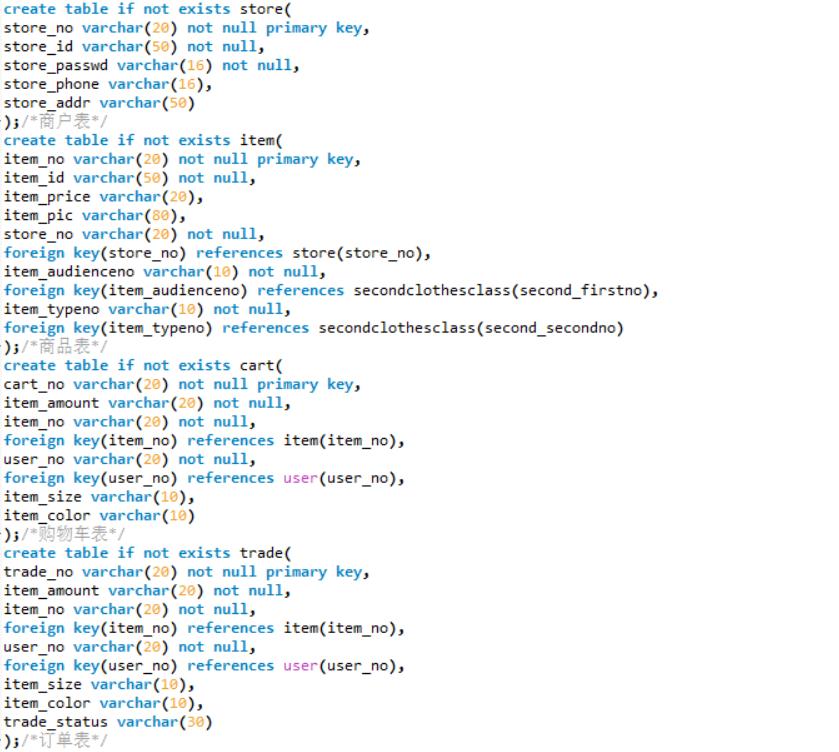 create table if not exists store(
store_no varchar(20) not null primary key,
store_id varchar(50) not null,
store_passwd varchar(16) not null,
store_phone varchar(16),
store_addr varchar(50)
);/*商户表*/
create table if not exists item(
item_no varchar(20) not null primary key,
item_id varchar(50) not null,
item_price varchar(20),
item_pic varchar(80),
store_no varchar(20) not null,
foreign key(store_no) references store(store_no),
item_audienceno varchar(10) not null,
foreign key(item_audienceno) references secondclothesclass(second_firstno),
item_typeno varchar(10) not null,
foreign key(item_typeno) references secondclothesclass(second_secondno)
);/*商品表*/
create table if not exists cart(
cart_no varchar(20) not null primary key,
item_amount varchar(20) not null,
item_no varchar(20) not null,
foreign key(item_no) references item(item_no),
user_no varchar(20) not null,
foreign key(user_no) references user(user_no),
item_size varchar(10),
item_color varchar(10)
);/*购物车表*/
create table if not exists trade(
trade_no varchar(20) not null primary key,
item_amount varchar(20) not null,
item_no varchar(20) not null,
foreign key(item_no) references item(item_no),
user_no varchar(20) not null,
foreign key(user_no) references user(user_no),
item_size varchar(10),
item_color varchar(10),
trade_status varchar(30)
);/*订单表*/